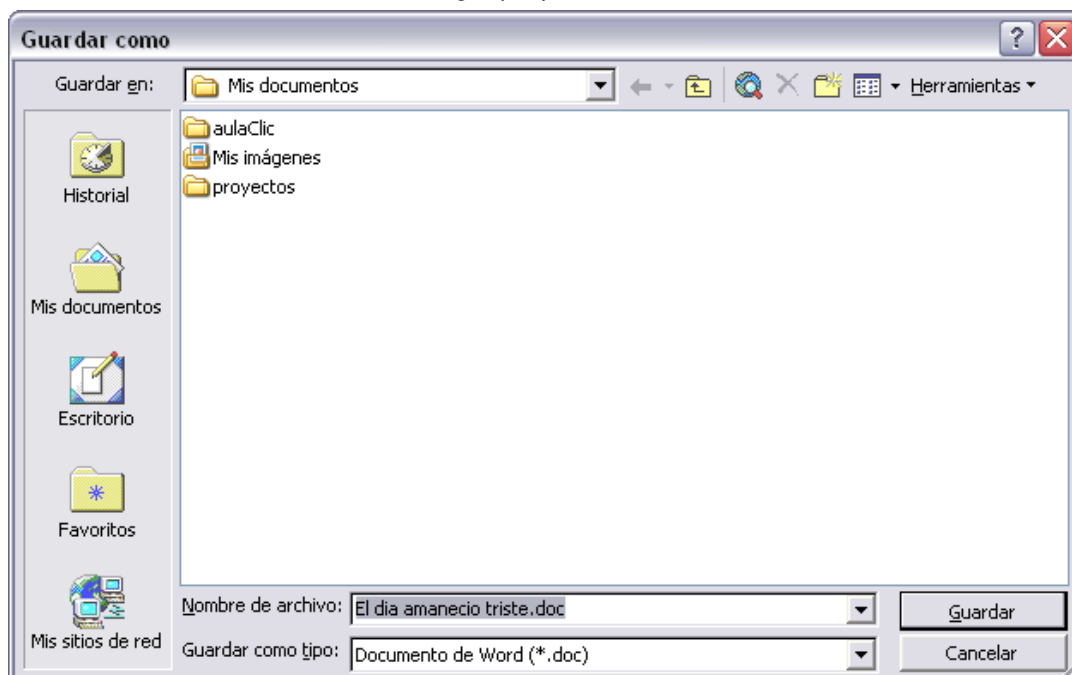 Guardar como
Guardar en: Mis documentos Herramientas
aulaClic
Mis imágenes
proyectos
Historial
Mis documentos
Escritorio
Favoritos
Mis sitios de red
Nombre de archivo: El dia amanecio triste.doc Guardar
Guardar como tipo: Documento de Word (*.doc) Cancelar